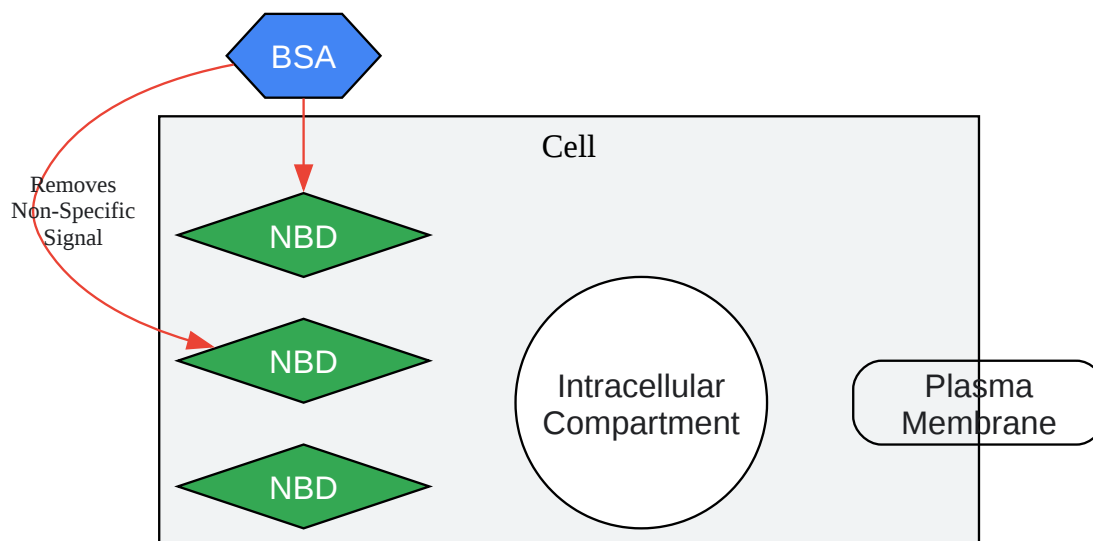 BSA
Cell
Removes
Non-Specific
Signal
NBD
NBD
Intracellular
Compartment
Plasma
Membrane
NBD